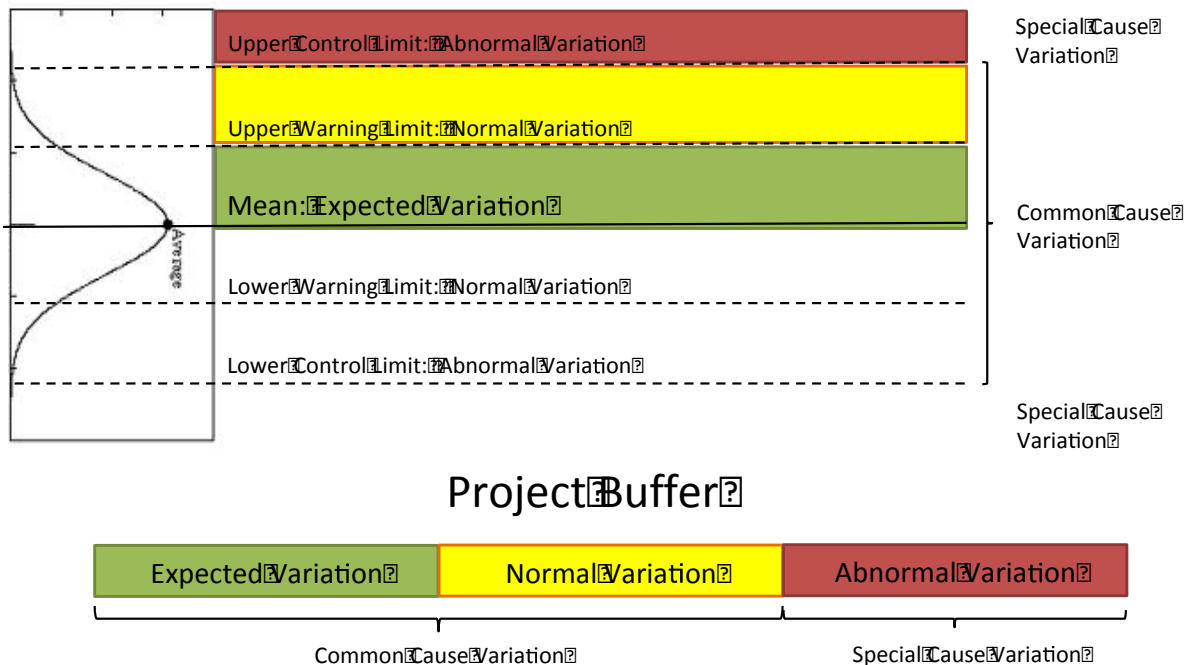 Upper Control Limit: Abnormal Variation
Special Cause
Variation
Upper Warning Limit: Normal Variation
Mean: Expected Variation
Average
Common Cause
Variation
Lower Warning Limit: Normal Variation
Lower Control Limit: Abnormal Variation
Special Cause
Variation
Project Buffer
Expected Variation
Normal Variation
Abnormal Variation
Common Cause Variation
Special Cause Variation